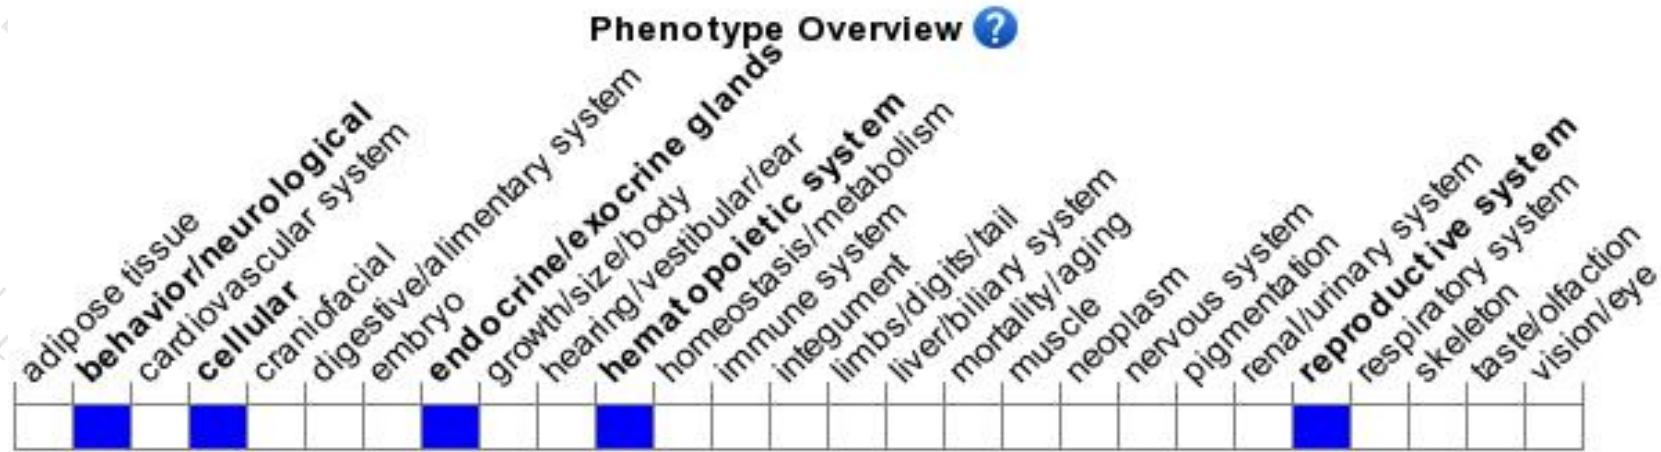 Phenotype Overview ?
adipose tissue
behavior/neurological
cardiovascular system
cellular
craniofacial
digestive/alimentary system
embryo
endocrine/exocrine glands
growth/size/body
hearing/vestibular/ear
hematopoietic system
homeostasis/metabolism
immune system
integument
limbs/digits/tail
liver/biliary system
mortality/aging
muscle
neoplasm
nervous system
pigmentation
renal/urinary system
reproductive system
respiratory system
skeleton
taste/olfaction
vision/eye